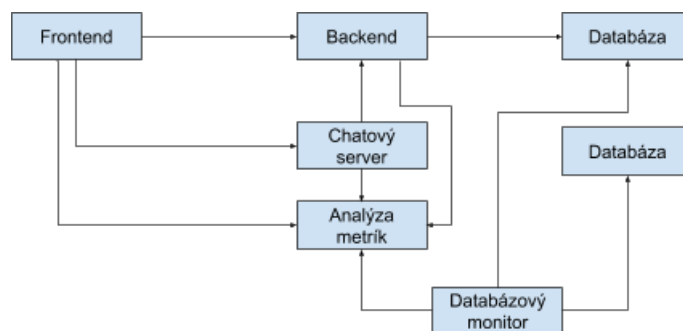 Frontend
Backend
Databáza
Chatový
server
Databáza
Analýza
metrík
Databázový
monitor